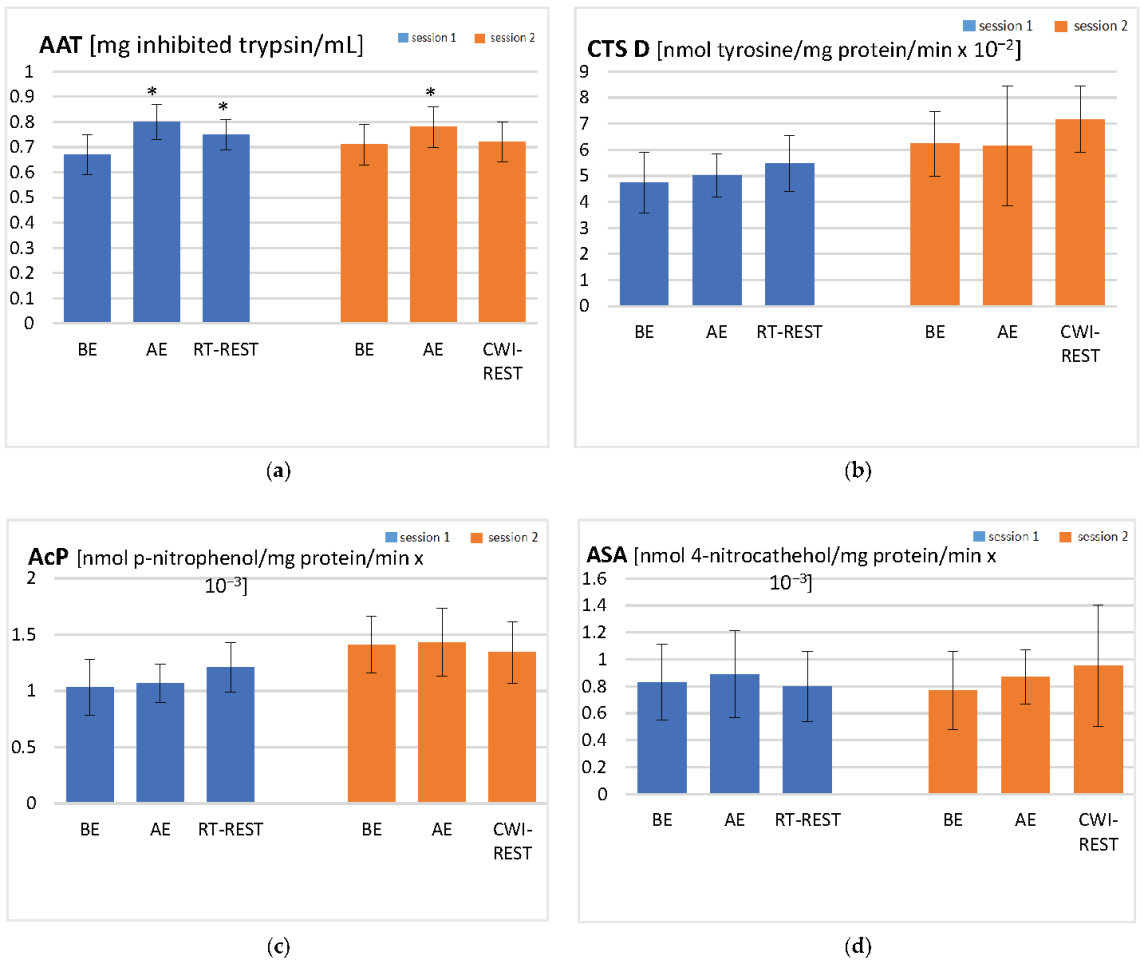 session 1 session 2
AAT [mg inhibited trypsin/mL]
1
0.9
0.8
0.7
0.6
0.5
0.4
0.3
0.2
0.1
0
* * *
BE AE RT-REST BE AE CWI-
REST
(a)
session 1 session 2
CTS D [nmol tyrosine/mg protein/min x 10⁻²]
9
8
7
6
5
4
3
2
1
0
BE AE RT-REST BE AE CWI-
REST
(b)
session 1 session 2
AcP [nmol p-nitrophenol/mg protein/min x
10⁻³]
2
1.5
1
0.5
0
BE AE RT-REST BE AE CWI-
REST
(c)
session 1 session 2
ASA [nmol 4-nitrocathehol/mg protein/min x
10⁻³]
1.6
1.4
1.2
1
0.8
0.6
0.4
0.2
0
BE AE RT-REST BE AE CWI-
REST
(d)